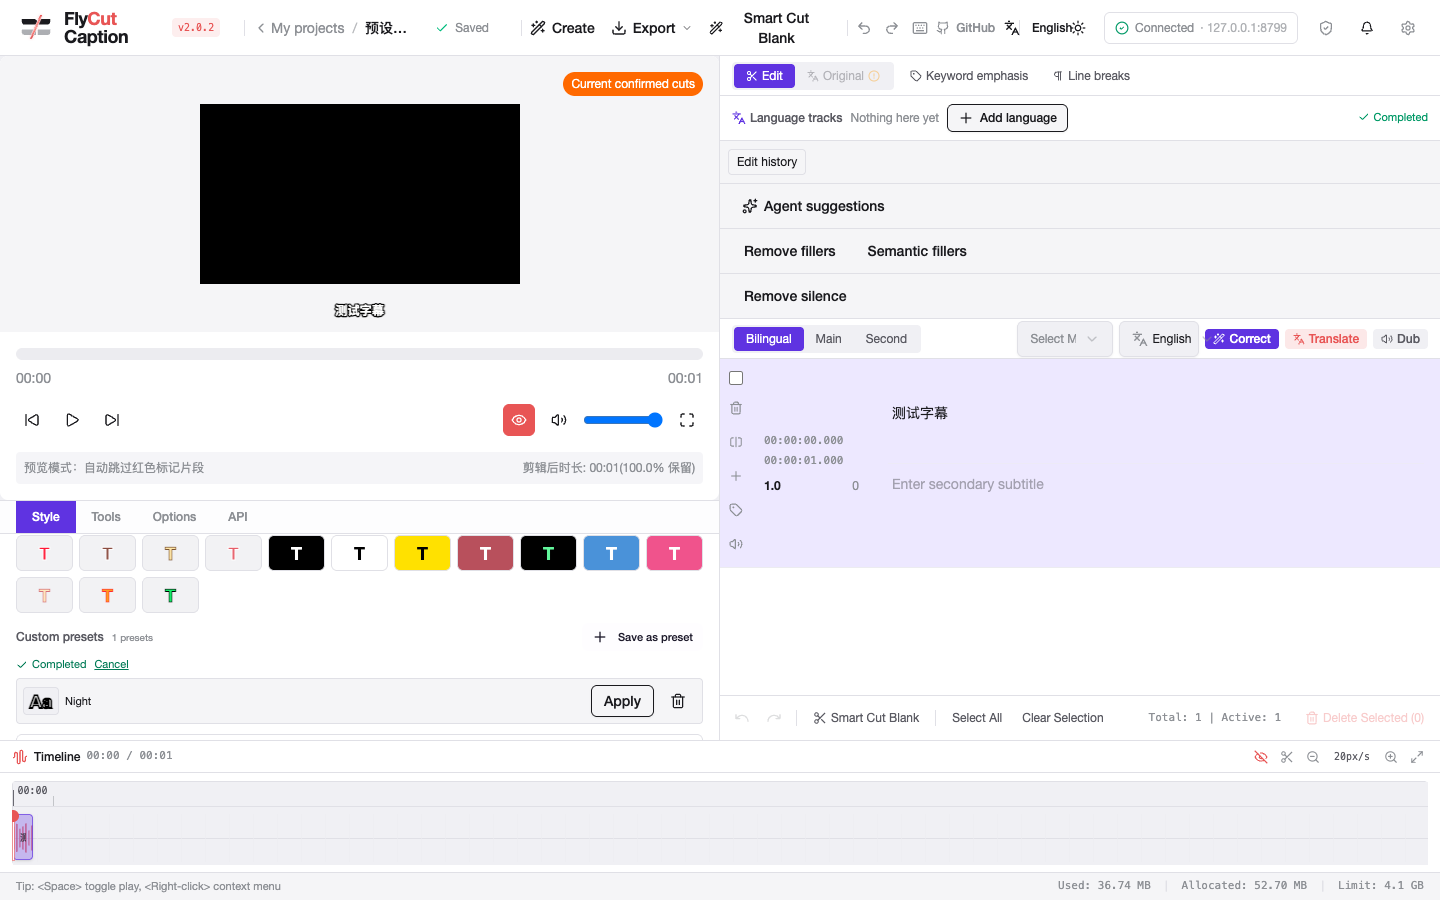 FlyCut
Caption
v2.0.2
My projects / 预设...
Saved
Create
Export
Smart Cut
Blank
GitHub
English
Connected · 127.0.0.1:8799
Current confirmed cuts
测试字幕
00:00
00:01
预览模式：自动跳过红色标记片段
剪辑后时长: 00:01(100.0% 保留)
Style
Tools
Options
API
T T T T T T T T T T T
T T T
Custom presets 1 presets
Save as preset
Completed Cancel
Aa Night
Apply
Edit
Original
Keyword emphasis
Line breaks
Language tracks Nothing here yet
Add language
Completed
Edit history
Agent suggestions
Remove fillers
Semantic fillers
Remove silence
Bilingual
Main
Second
Select M
English
Correct
Translate
Dub
测试字幕
00:00:00.000
00:00:01.000
1.0
0
Enter secondary subtitle
Smart Cut Blank
Select All
Clear Selection
Total: 1 | Active: 1
Delete Selected (0)
Timeline 00:00 / 00:01
20px/s
00:00
Tip: <Space> toggle play, <Right-click> context menu
Used: 36.74 MB
Allocated: 52.70 MB
Limit: 4.1 GB